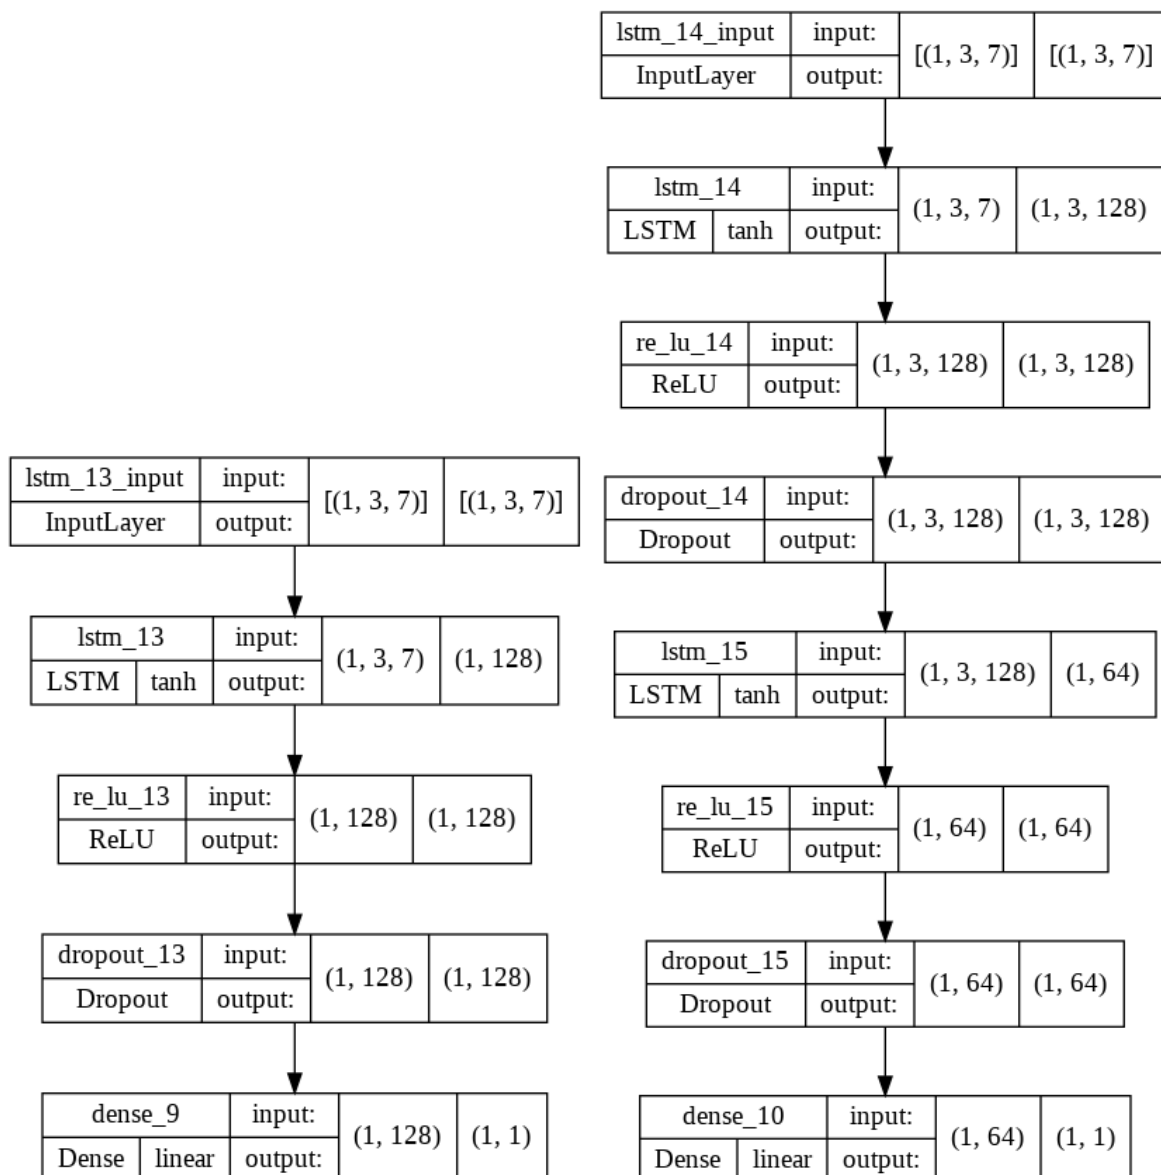 lstm_13_input input: [(1, 3, 7)] [(1, 3, 7)]
InputLayer output:
lstm_13 input: (1, 3, 7) (1, 128)
LSTM tanh output:
re_lu_13 input: (1, 128) (1, 128)
ReLU output:
dropout_13 input: (1, 128) (1, 128)
Dropout output:
dense_9 input: (1, 128) (1, 1)
Dense linear output:
lstm_14_input input: [(1, 3, 7)] [(1, 3, 7)]
InputLayer output:
lstm_14 input: (1, 3, 7) (1, 3, 128)
LSTM tanh output:
re_lu_14 input: (1, 3, 128) (1, 3, 128)
ReLU output:
dropout_14 input: (1, 3, 128) (1, 3, 128)
Dropout output:
lstm_15 input: (1, 3, 128) (1, 64)
LSTM tanh output:
re_lu_15 input: (1, 64) (1, 64)
ReLU output:
dropout_15 input: (1, 64) (1, 64)
Dropout output:
dense_10 input: (1, 64) (1, 1)
Dense linear output: